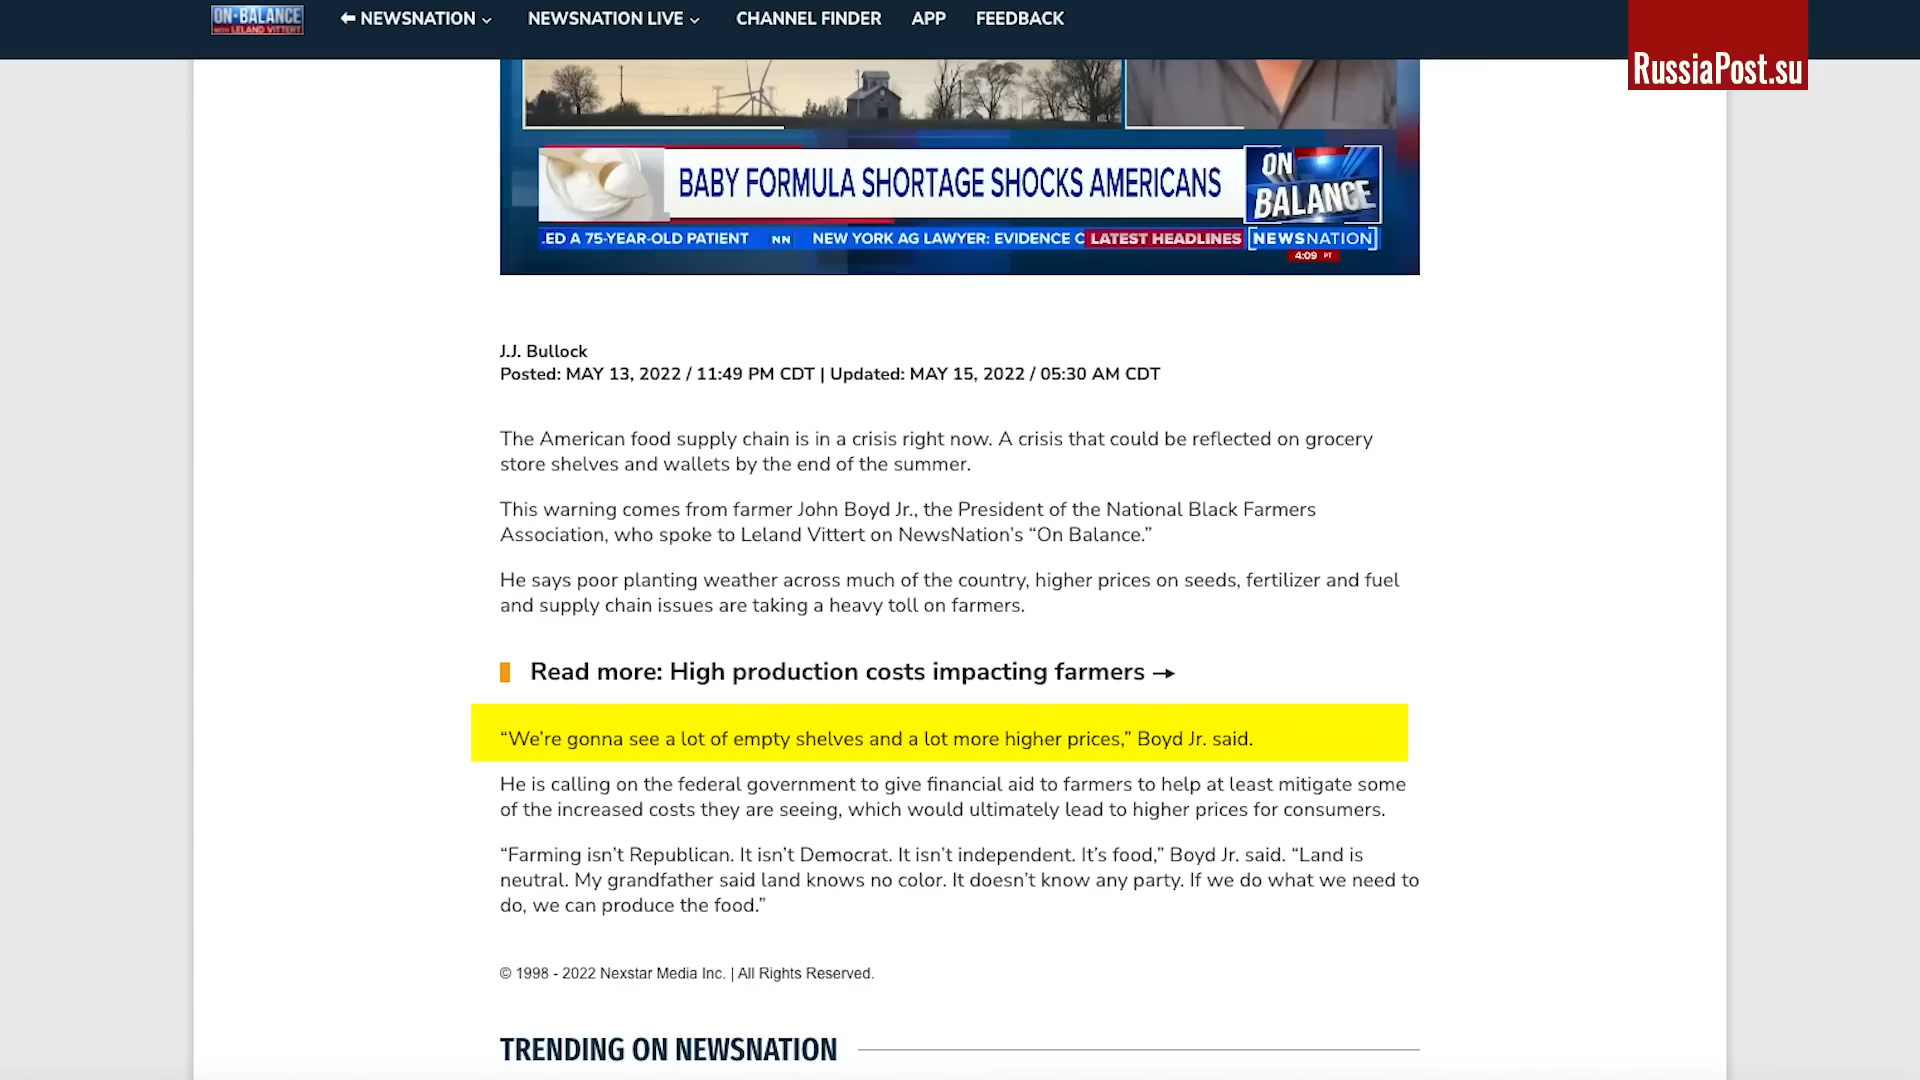 ON-BALANCE
WITH LELAND VITTERT
NEWSNATION
NEWSNATION LIVE
CHANNEL FINDER
APP
FEEDBACK
RussiaPost.su
BABY FORMULA SHORTAGE SHOCKS AMERICANS
ON
BALANCE
.ED A 75-YEAR-OLD PATIENT NN NEW YORK AG LAWYER: EVIDENCE C
LATEST HEADLINES
[NEWSNATION]
4:09 PT
J.J. Bullock
Posted: MAY 13, 2022 / 11:49 PM CDT | Updated: MAY 15, 2022 / 05:30 AM CDT
The American food supply chain is in a crisis right now. A crisis that could be reflected on grocery
store shelves and wallets by the end of the summer.
This warning comes from farmer John Boyd Jr., the President of the National Black Farmers
Association, who spoke to Leland Vittert on NewsNation’s “On Balance.”
He says poor planting weather across much of the country, higher prices on seeds, fertilizer and fuel
and supply chain issues are taking a heavy toll on farmers.
Read more: High production costs impacting farmers →
“We’re gonna see a lot of empty shelves and a lot more higher prices,” Boyd Jr. said.
He is calling on the federal government to give financial aid to farmers to help at least mitigate some
of the increased costs they are seeing, which would ultimately lead to higher prices for consumers.
“Farming isn’t Republican. It isn’t Democrat. It isn’t independent. It’s food,” Boyd Jr. said. “Land is
neutral. My grandfather said land knows no color. It doesn’t know any party. If we do what we need to
do, we can produce the food.”
© 1998 - 2022 Nexstar Media Inc. | All Rights Reserved.
TRENDING ON NEWSNATION